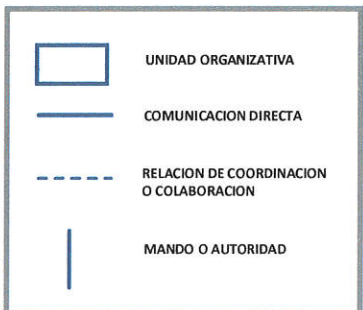 UNIDAD ORGANIZATIVA
COMUNICACION DIRECTA
RELACION DE COORDINACION
O COLABORACION
MANDO O AUTORIDAD